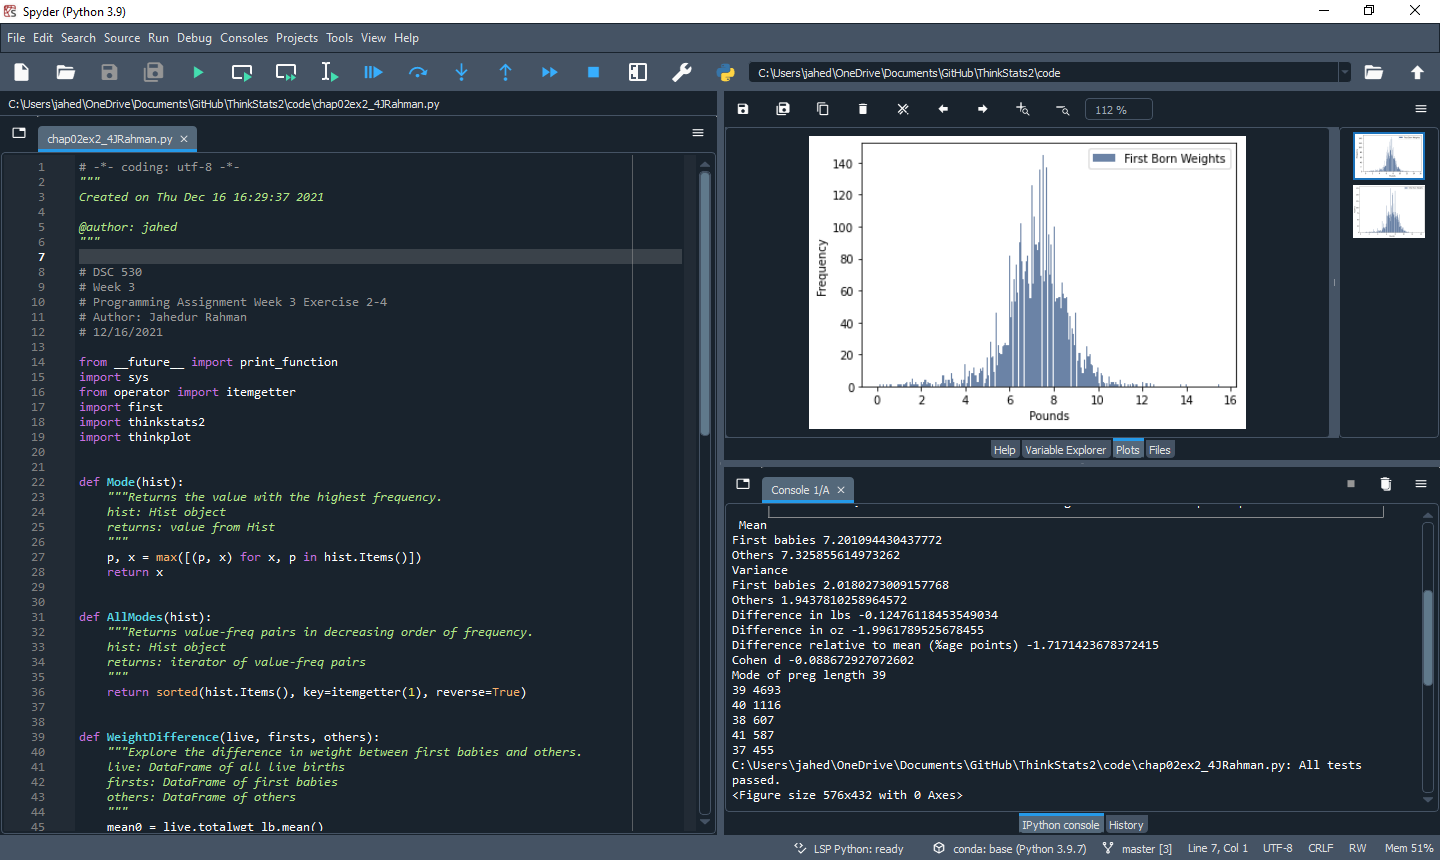 Spyder (Python 3.9)
File Edit Search Source Run Debug Consoles Projects Tools View Help
C:\Users\jahed\OneDrive\Documents\GitHub\ThinkStats2\code
C:\Users\jahed\OneDrive\Documents\GitHub\ThinkStats2\code\chap02ex2_4JRahman.py
chap02ex2_4JRahman.py
1 # -*- coding: utf-8 -*-
2 """
3 Created on Thu Dec 16 16:29:37 2021
4
5 @author: jahed
6 """
7
8 # DSC 530
9 # Week 3
10 # Programming Assignment Week 3 Exercise 2-4
11 # Author: Jahedur Rahman
12 # 12/16/2021
13
14 from __future__ import print_function
15 import sys
16 from operator import itemgetter
17 import first
18 import thinkstats2
19 import thinkplot
20
21
22 def Mode(hist):
23 """Returns the value with the highest frequency.
24 hist: Hist object
25 returns: value from Hist
26 """
27 p, x = max([(p, x) for x, p in hist.Items()])
28 return x
29
30
31 def AllModes(hist):
32 """Returns value-freq pairs in decreasing order of frequency.
33 hist: Hist object
34 returns: iterator of value-freq pairs
35 """
36 return sorted(hist.Items(), key=itemgetter(1), reverse=True)
37
38
39 def WeightDifference(live, firsts, others):
40 """Explore the difference in weight between first babies and others.
41 live: DataFrame of all live births
42 firsts: DataFrame of first babies
43 others: DataFrame of others
44 """
45 mean0 = live.totalwgt_lb.mean()
112 %
First Born Weights
140
120
100
80
60
40
20
0
Frequency
0 2 4 6 8 10 12 14 16
Pounds
Help Variable Explorer Plots Files
Console 1/A
Mean
First babies 7.201094430437772
Others 7.325855614973262
Variance
First babies 2.0180273009157768
Others 1.9437810258964572
Difference in lbs -0.12476118453549034
Difference in oz -1.9961789525678455
Difference relative to mean (%age points) -1.7171423678372415
Cohen d -0.088672927072602
Mode of preg length 39
39 4693
40 1116
38 607
41 587
37 455
C:\Users\jahed\OneDrive\Documents\GitHub\ThinkStats2\code\chap02ex2_4JRahman.py: All tests
passed.
<Figure size 576x432 with 0 Axes>
IPython console History
LSP Python: ready conda: base (Python 3.9.7) master [3] Line 7, Col 1 UTF-8 CRLF RW Mem 51%